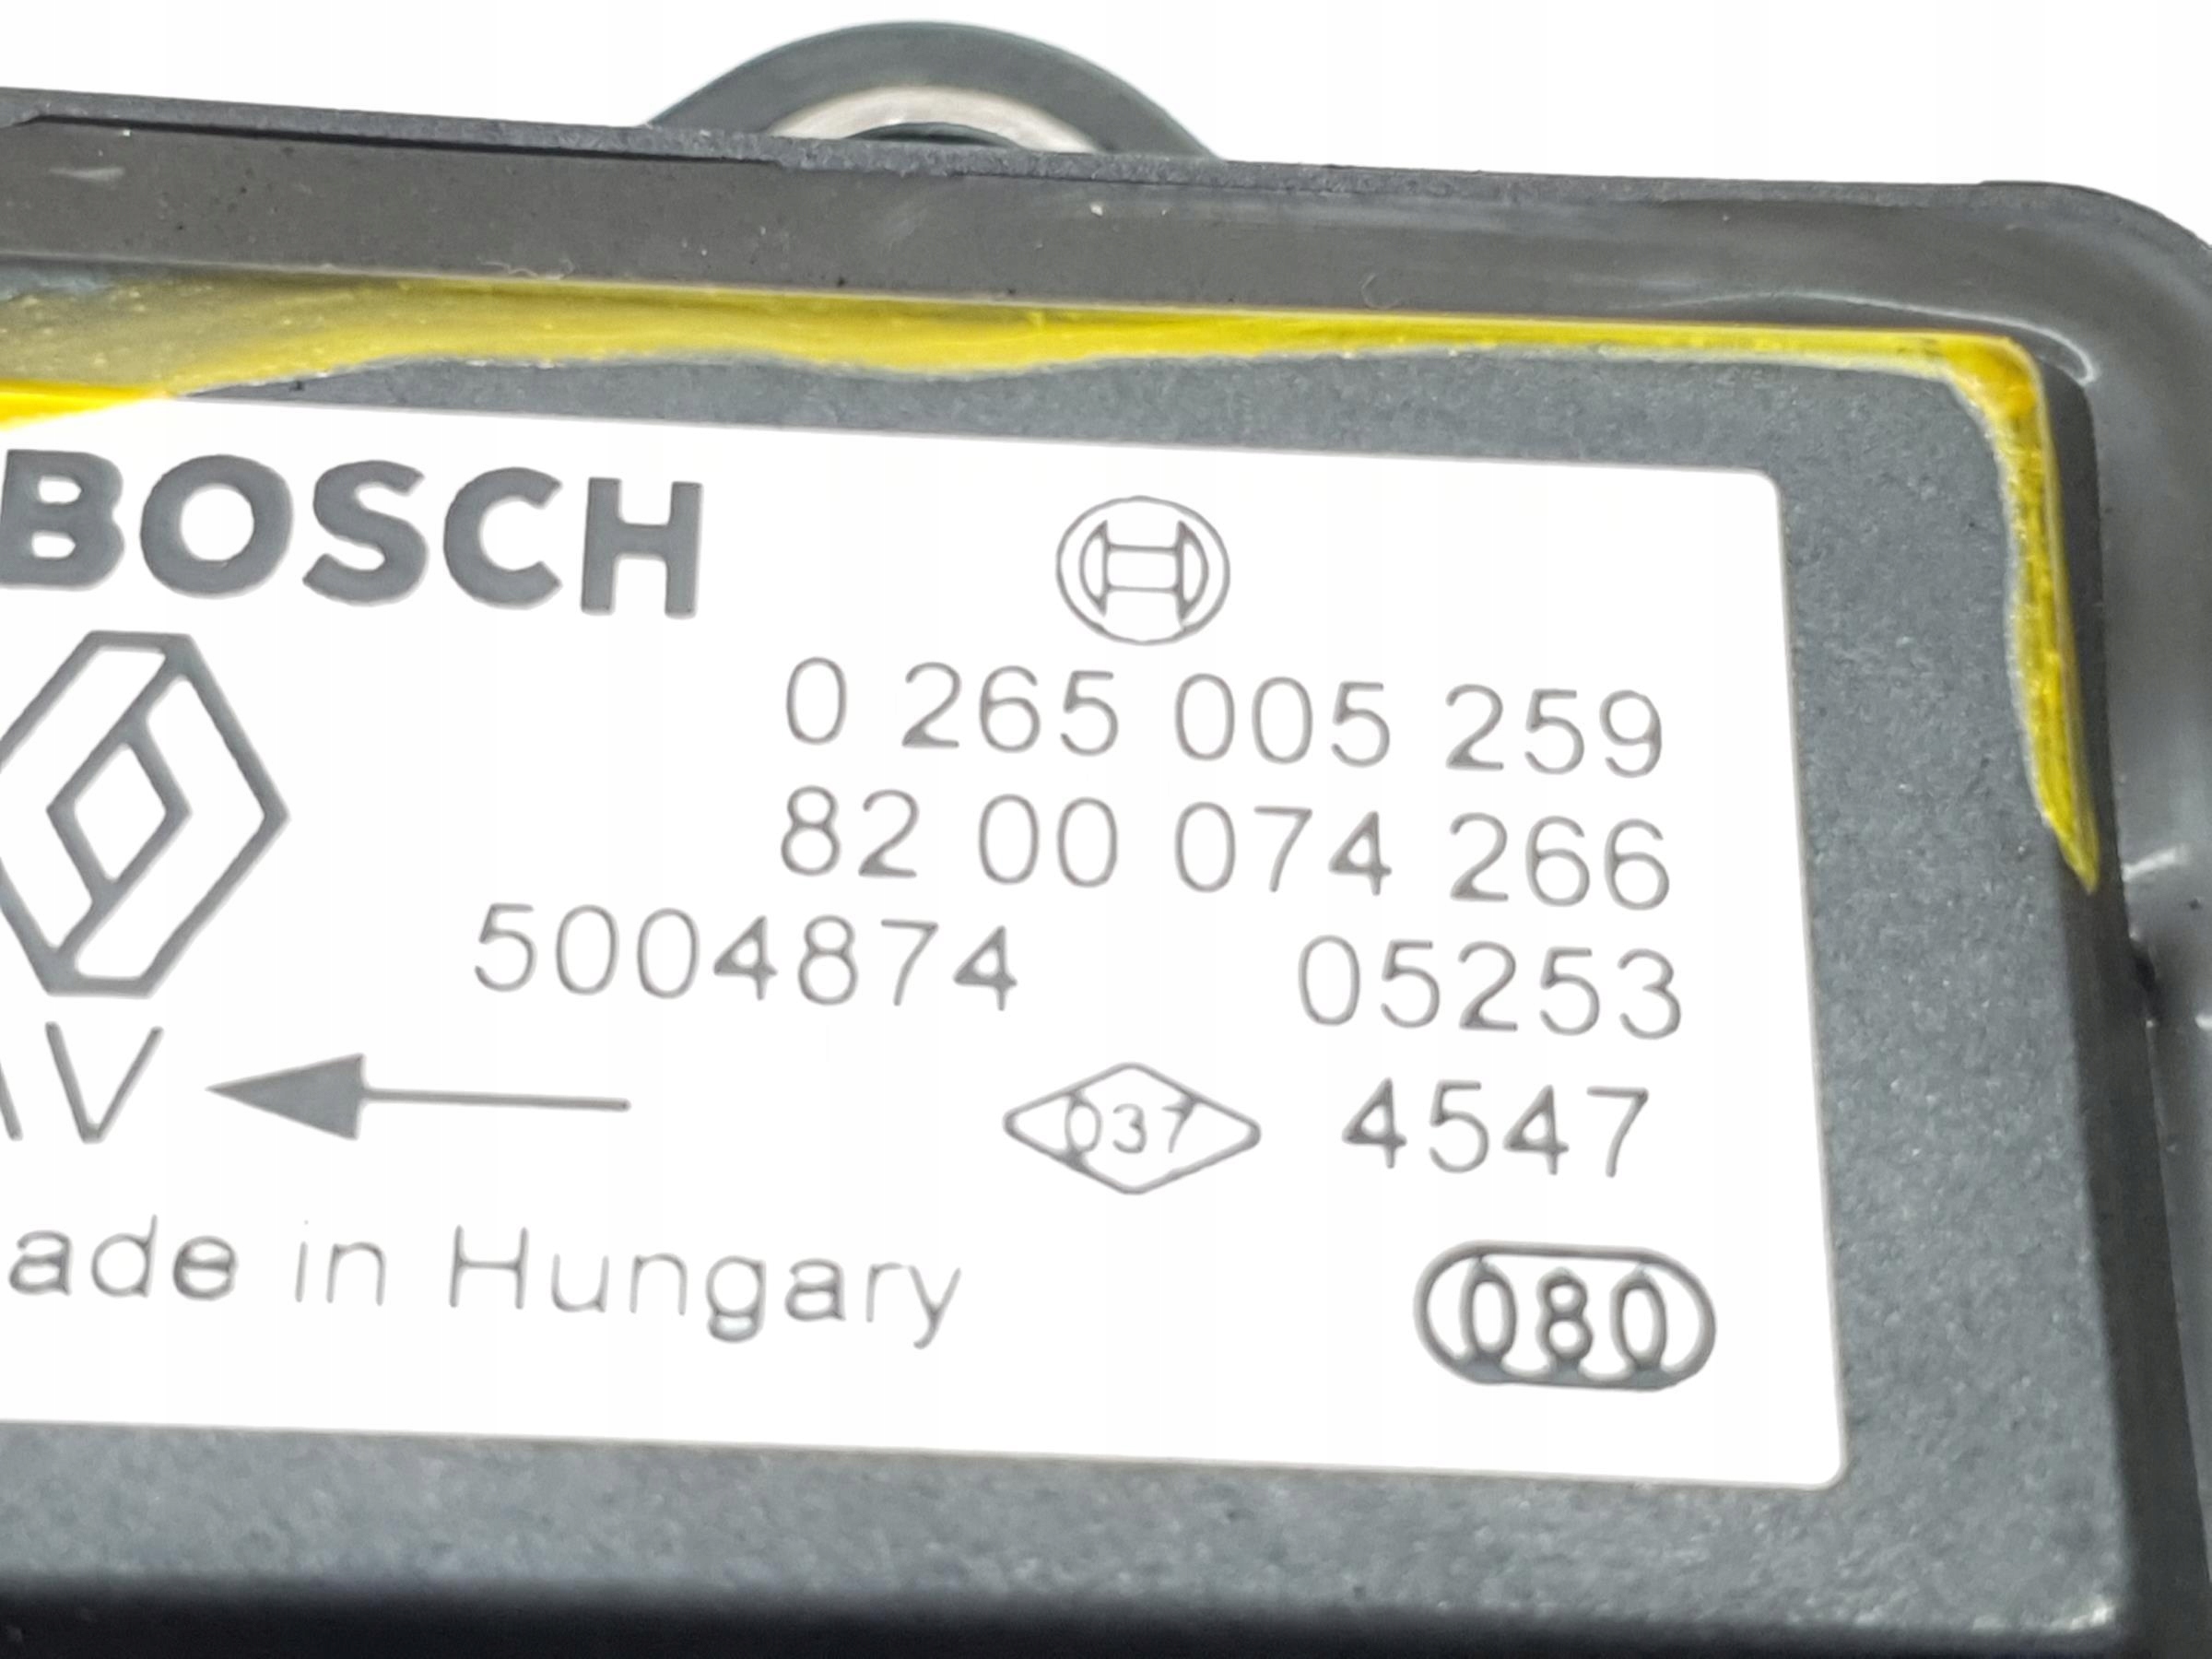 BOSCH
0 265 005 259
82 00 074 266
5004874 05253
V 037 4547
ade in Hungary
080